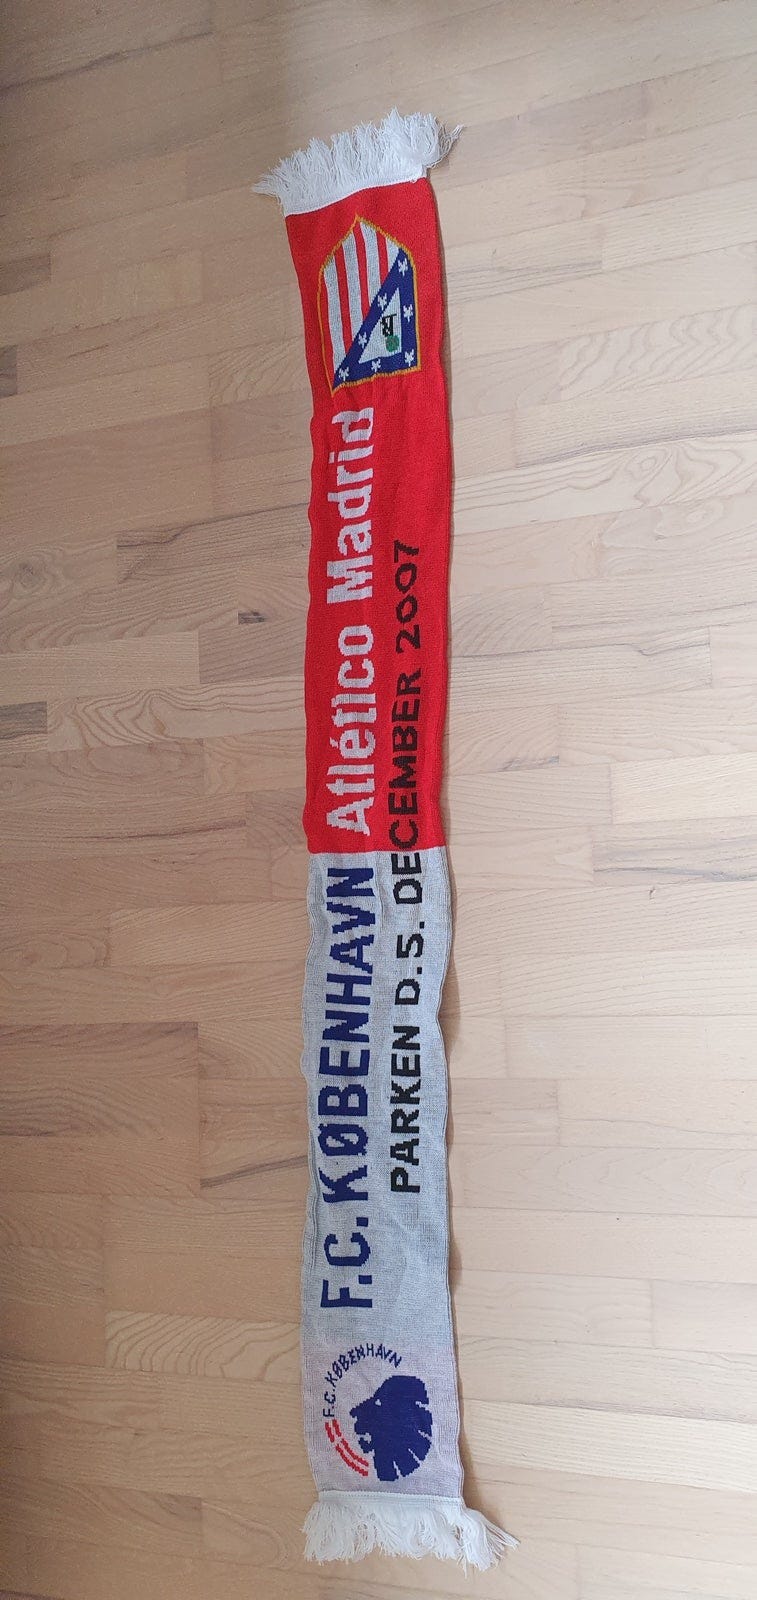 F.C. KØBENHAVN
F.C. KØBENHAVN Atlético Madrid
PARKEN D.5. DECEMBER 2007